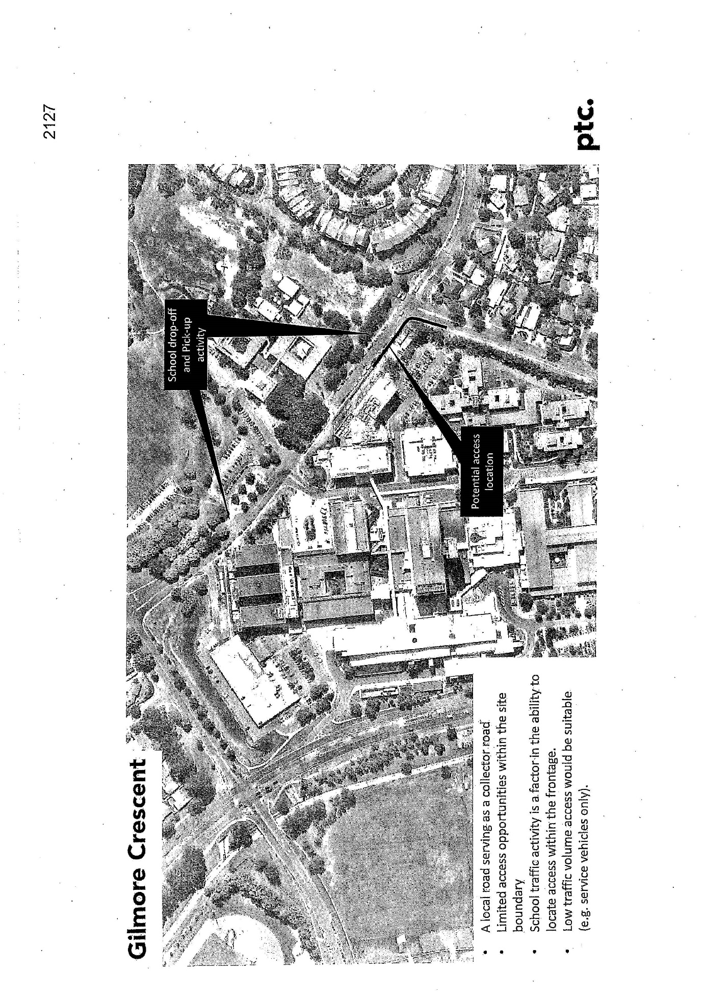 2127
Gilmore Crescent
School drop-off
and Pick-up
activity
Potential access
location
• A local road serving as a collector road
• Limited access opportunities within the site
boundary
• School traffic activity is a factor in the ability to
locate access within the frontage.
• Low traffic volume access would be suitable
(e.g. service vehicles only).
ptc.